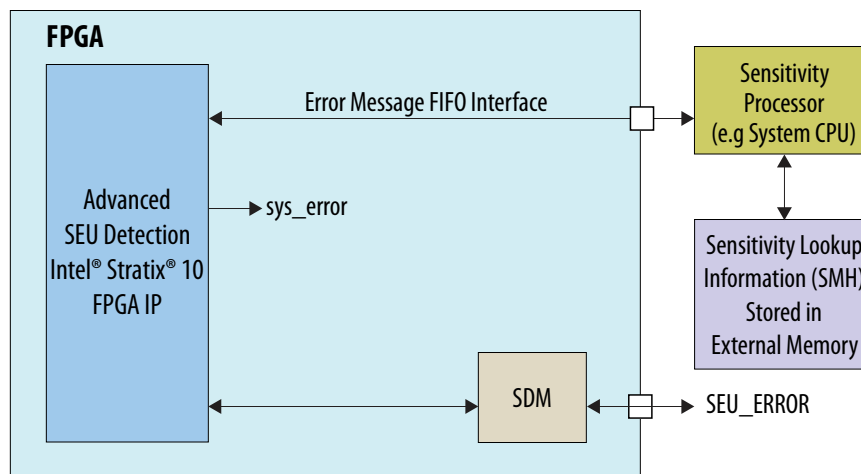 FPGA
Error Message FIFO Interface
Sensitivity
Processor
(e.g System CPU)
Advanced
SEU Detection
Intel® Stratix® 10
FPGA IP
sys_error
Sensitivity Lookup
Information (SMH)
Stored in
External Memory
SDM
SEU_ERROR